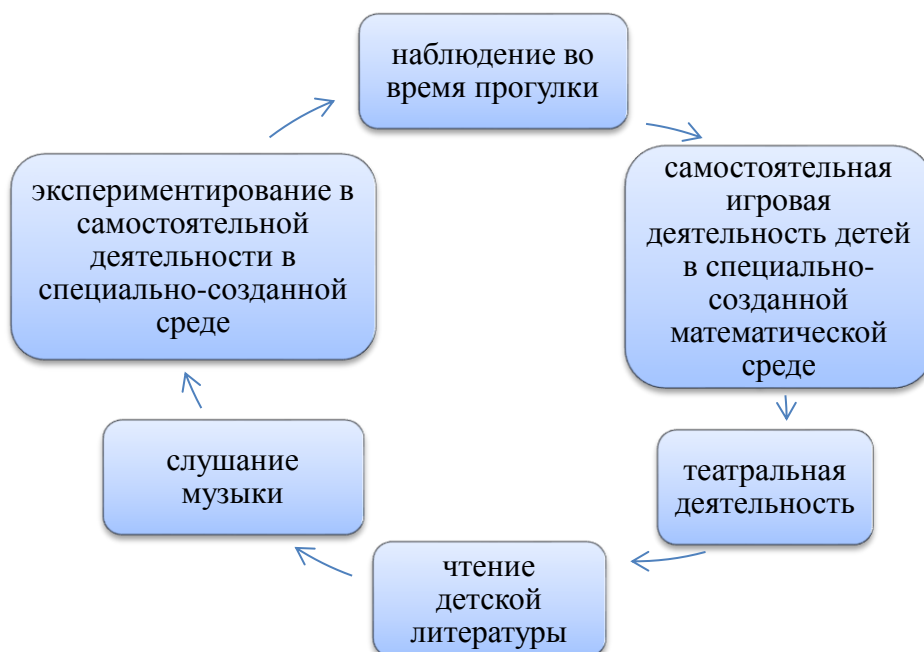 наблюдение во
время прогулки
самостоятельная
игровая
деятельность детей
в специально-
созданной
математической
среде
театральная
деятельность
чтение
детской
литературы
слушание
музыки
экспериментирование в
самостоятельной
деятельности в
специально-созданной
среде